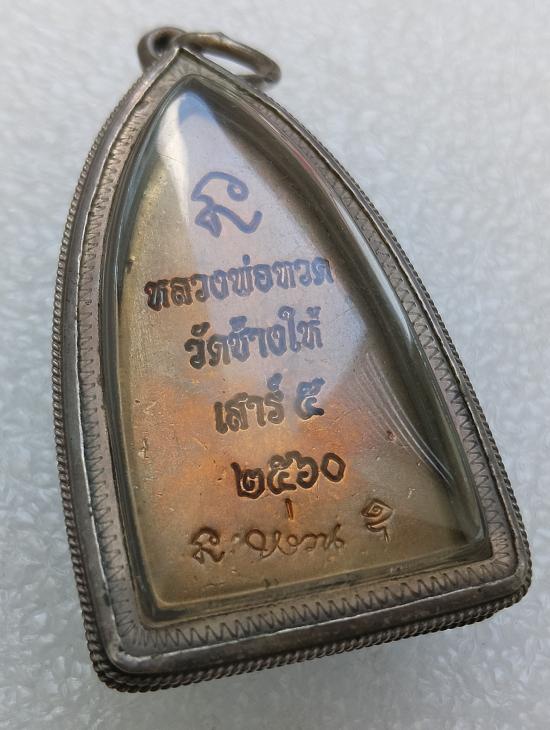 หลวงพ่อทวด
วัดช้างให้
เสาร์ ๕
๒๕๖๐